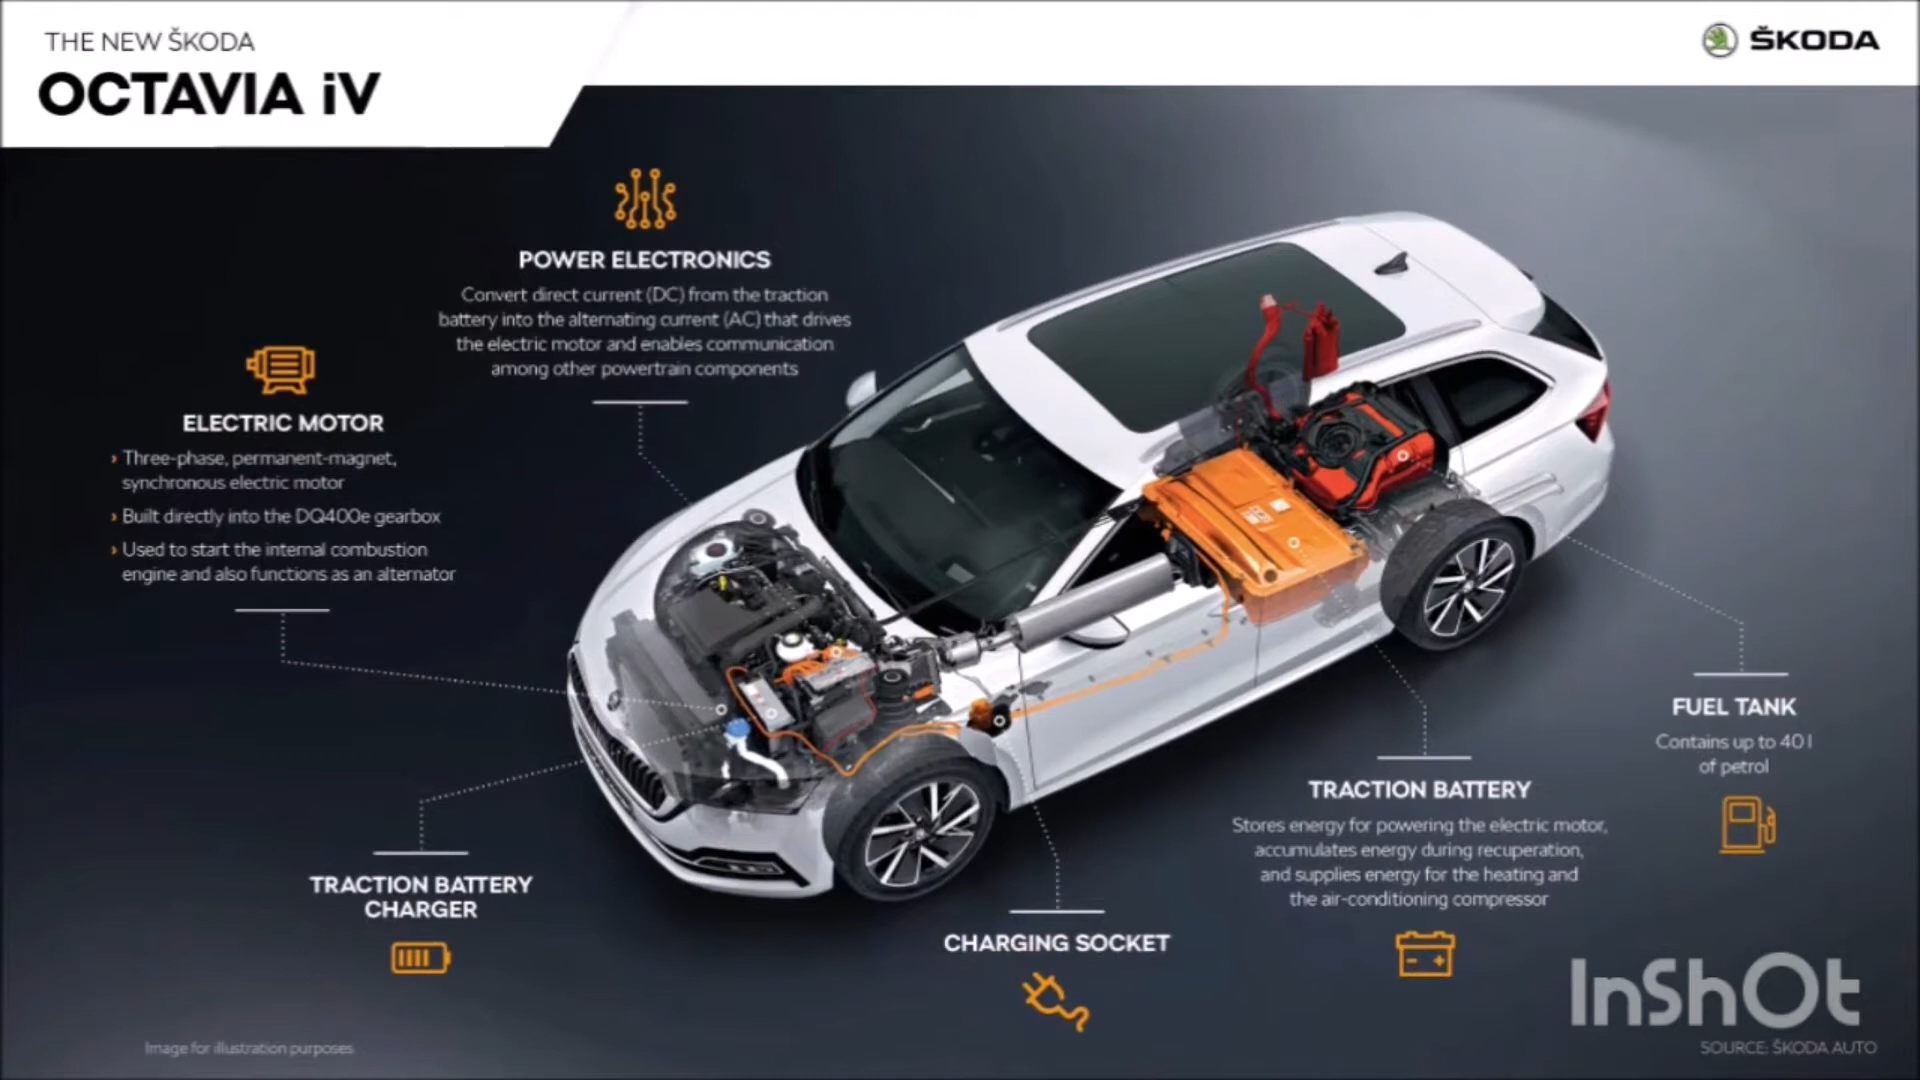 THE NEW ŠKODA
OCTAVIA iV
ŠKODA
POWER ELECTRONICS
Convert direct current (DC) from the traction
battery into the alternating current (AC) that drives
the electric motor and enables communication
among other powertrain components
ELECTRIC MOTOR
› Three-phase, permanent-magnet,
synchronous electric motor
› Built directly into the DQ400e gearbox
› Used to start the internal combustion
engine and also functions as an alternator
FUEL TANK
Contains up to 40 l
of petrol
TRACTION BATTERY
Stores energy for powering the electric motor,
accumulates energy during recuperation,
and supplies energy for the heating and
the air-conditioning compressor
TRACTION BATTERY
CHARGER
CHARGING SOCKET
InShOt
Image for illustration purposes
SOURCE: ŠKODA AUTO